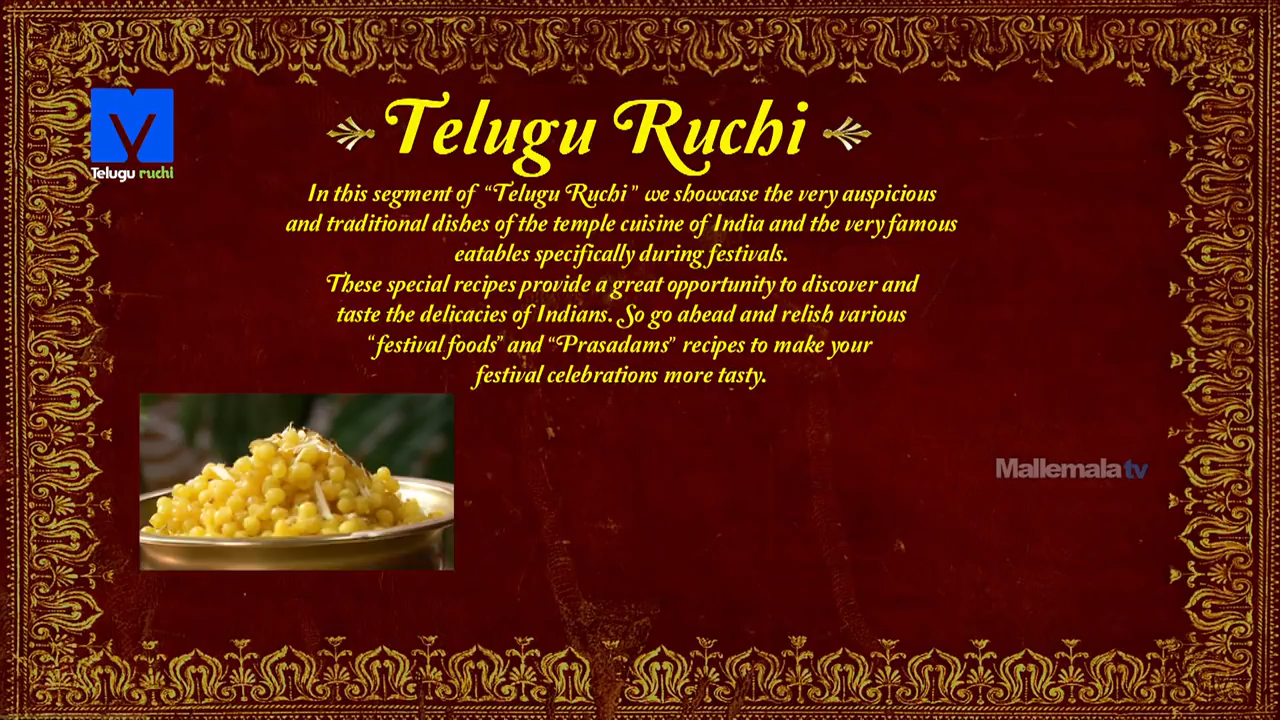 Telugu Ruchi
Telugu ruchi
In this segment of “Telugu Ruchi” we showcase the very auspicious
and traditional dishes of the temple cuisine of India and the very famous
eatables specifically during festivals.
These special recipes provide a great opportunity to discover and
taste the delicacies of Indians. So go ahead and relish various
“festival foods” and “Prasadams” recipes to make your
festival celebrations more tasty.
Mallemala tv